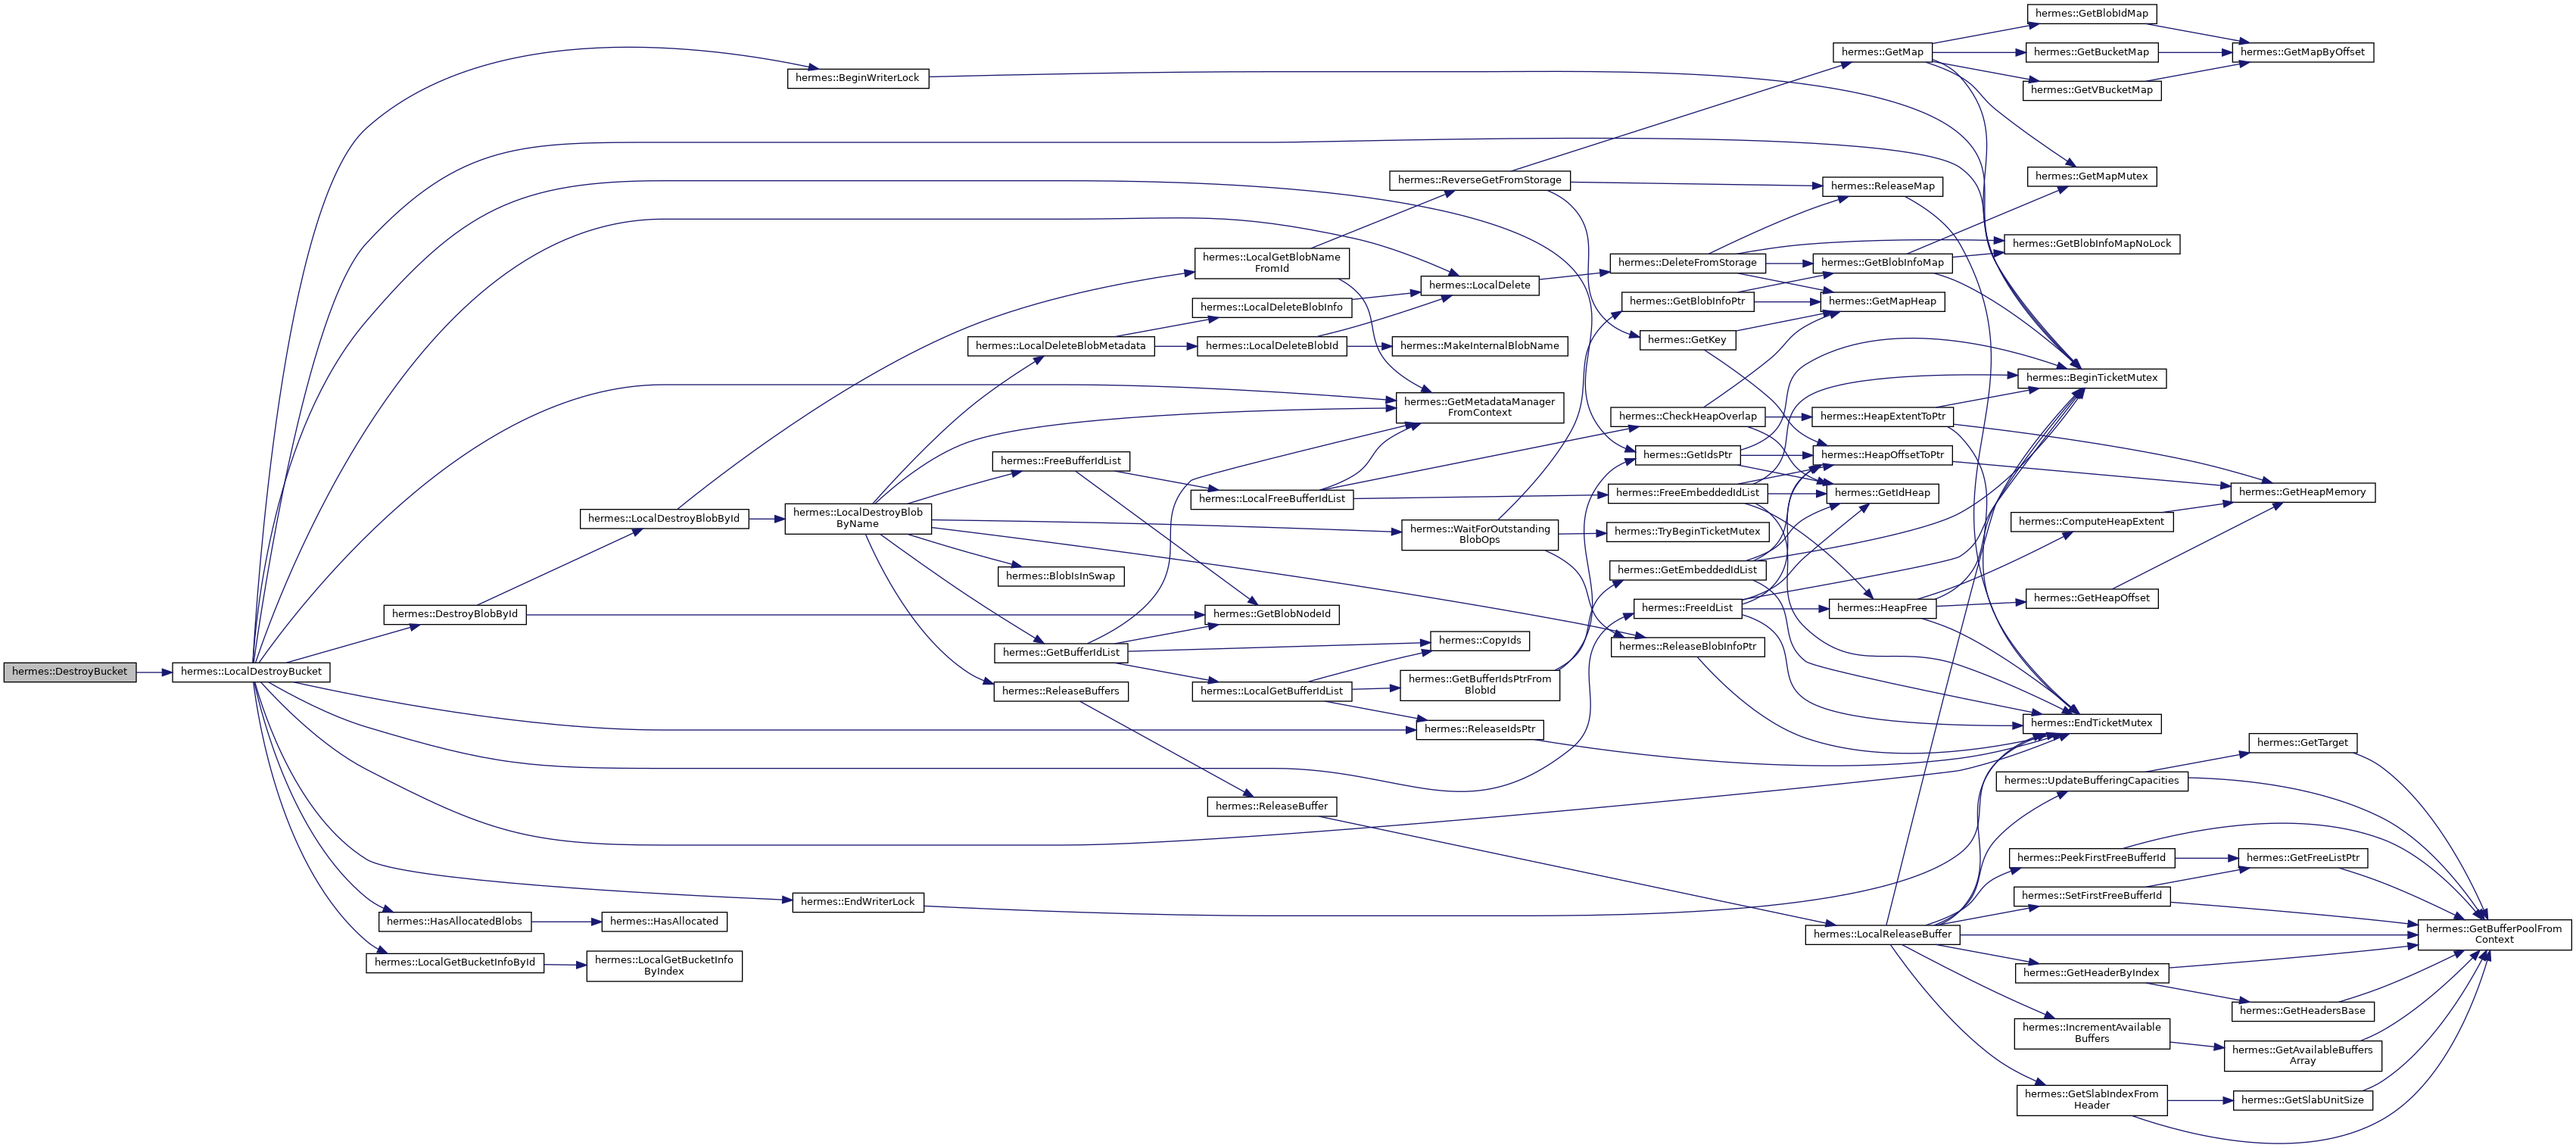 hermes::DestroyBucket
hermes::LocalDestroyBucket
hermes::BeginWriterLock
hermes::DestroyBlobById
hermes::LocalDestroyBlobById
hermes::LocalDestroyBlob
ByName
hermes::HasAllocatedBlobs
hermes::HasAllocated
hermes::LocalGetBucketInfoById
hermes::LocalGetBucketInfo
ByIndex
hermes::EndWriterLock
hermes::LocalDeleteBlobMetadata
hermes::FreeBufferIdList
hermes::BlobIsInSwap
hermes::GetBufferIdList
hermes::ReleaseBuffers
hermes::LocalGetBlobName
FromId
hermes::LocalDeleteBlobInfo
hermes::LocalDeleteBlobId
hermes::LocalFreeBufferIdList
hermes::GetBlobNodeId
hermes::LocalGetBufferIdList
hermes::ReleaseBuffer
hermes::ReverseGetFromStorage
hermes::LocalDelete
hermes::MakeInternalBlobName
hermes::GetMetadataManager
FromContext
hermes::WaitForOutstanding
BlobOps
hermes::CopyIds
hermes::GetBufferIdsPtrFrom
BlobId
hermes::ReleaseIdsPtr
hermes::DeleteFromStorage
hermes::GetBlobInfoPtr
hermes::GetKey
hermes::CheckHeapOverlap
hermes::GetIdsPtr
hermes::FreeEmbeddedIdList
hermes::TryBeginTicketMutex
hermes::GetEmbeddedIdList
hermes::FreeIdList
hermes::ReleaseBlobInfoPtr
hermes::GetMap
hermes::ReleaseMap
hermes::GetBlobInfoMap
hermes::GetMapHeap
hermes::HeapExtentToPtr
hermes::HeapOffsetToPtr
hermes::GetIdHeap
hermes::HeapFree
hermes::LocalReleaseBuffer
hermes::GetBlobIdMap
hermes::GetBucketMap
hermes::GetVBucketMap
hermes::GetMapMutex
hermes::GetBlobInfoMapNoLock
hermes::BeginTicketMutex
hermes::ComputeHeapExtent
hermes::GetHeapOffset
hermes::EndTicketMutex
hermes::UpdateBufferingCapacities
hermes::PeekFirstFreeBufferId
hermes::SetFirstFreeBufferId
hermes::GetHeaderByIndex
hermes::IncrementAvailable
Buffers
hermes::GetSlabIndexFrom
Header
hermes::GetMapByOffset
hermes::GetHeapMemory
hermes::GetTarget
hermes::GetFreeListPtr
hermes::GetHeadersBase
hermes::GetAvailableBuffers
Array
hermes::GetSlabUnitSize
hermes::GetBufferPoolFrom
Context